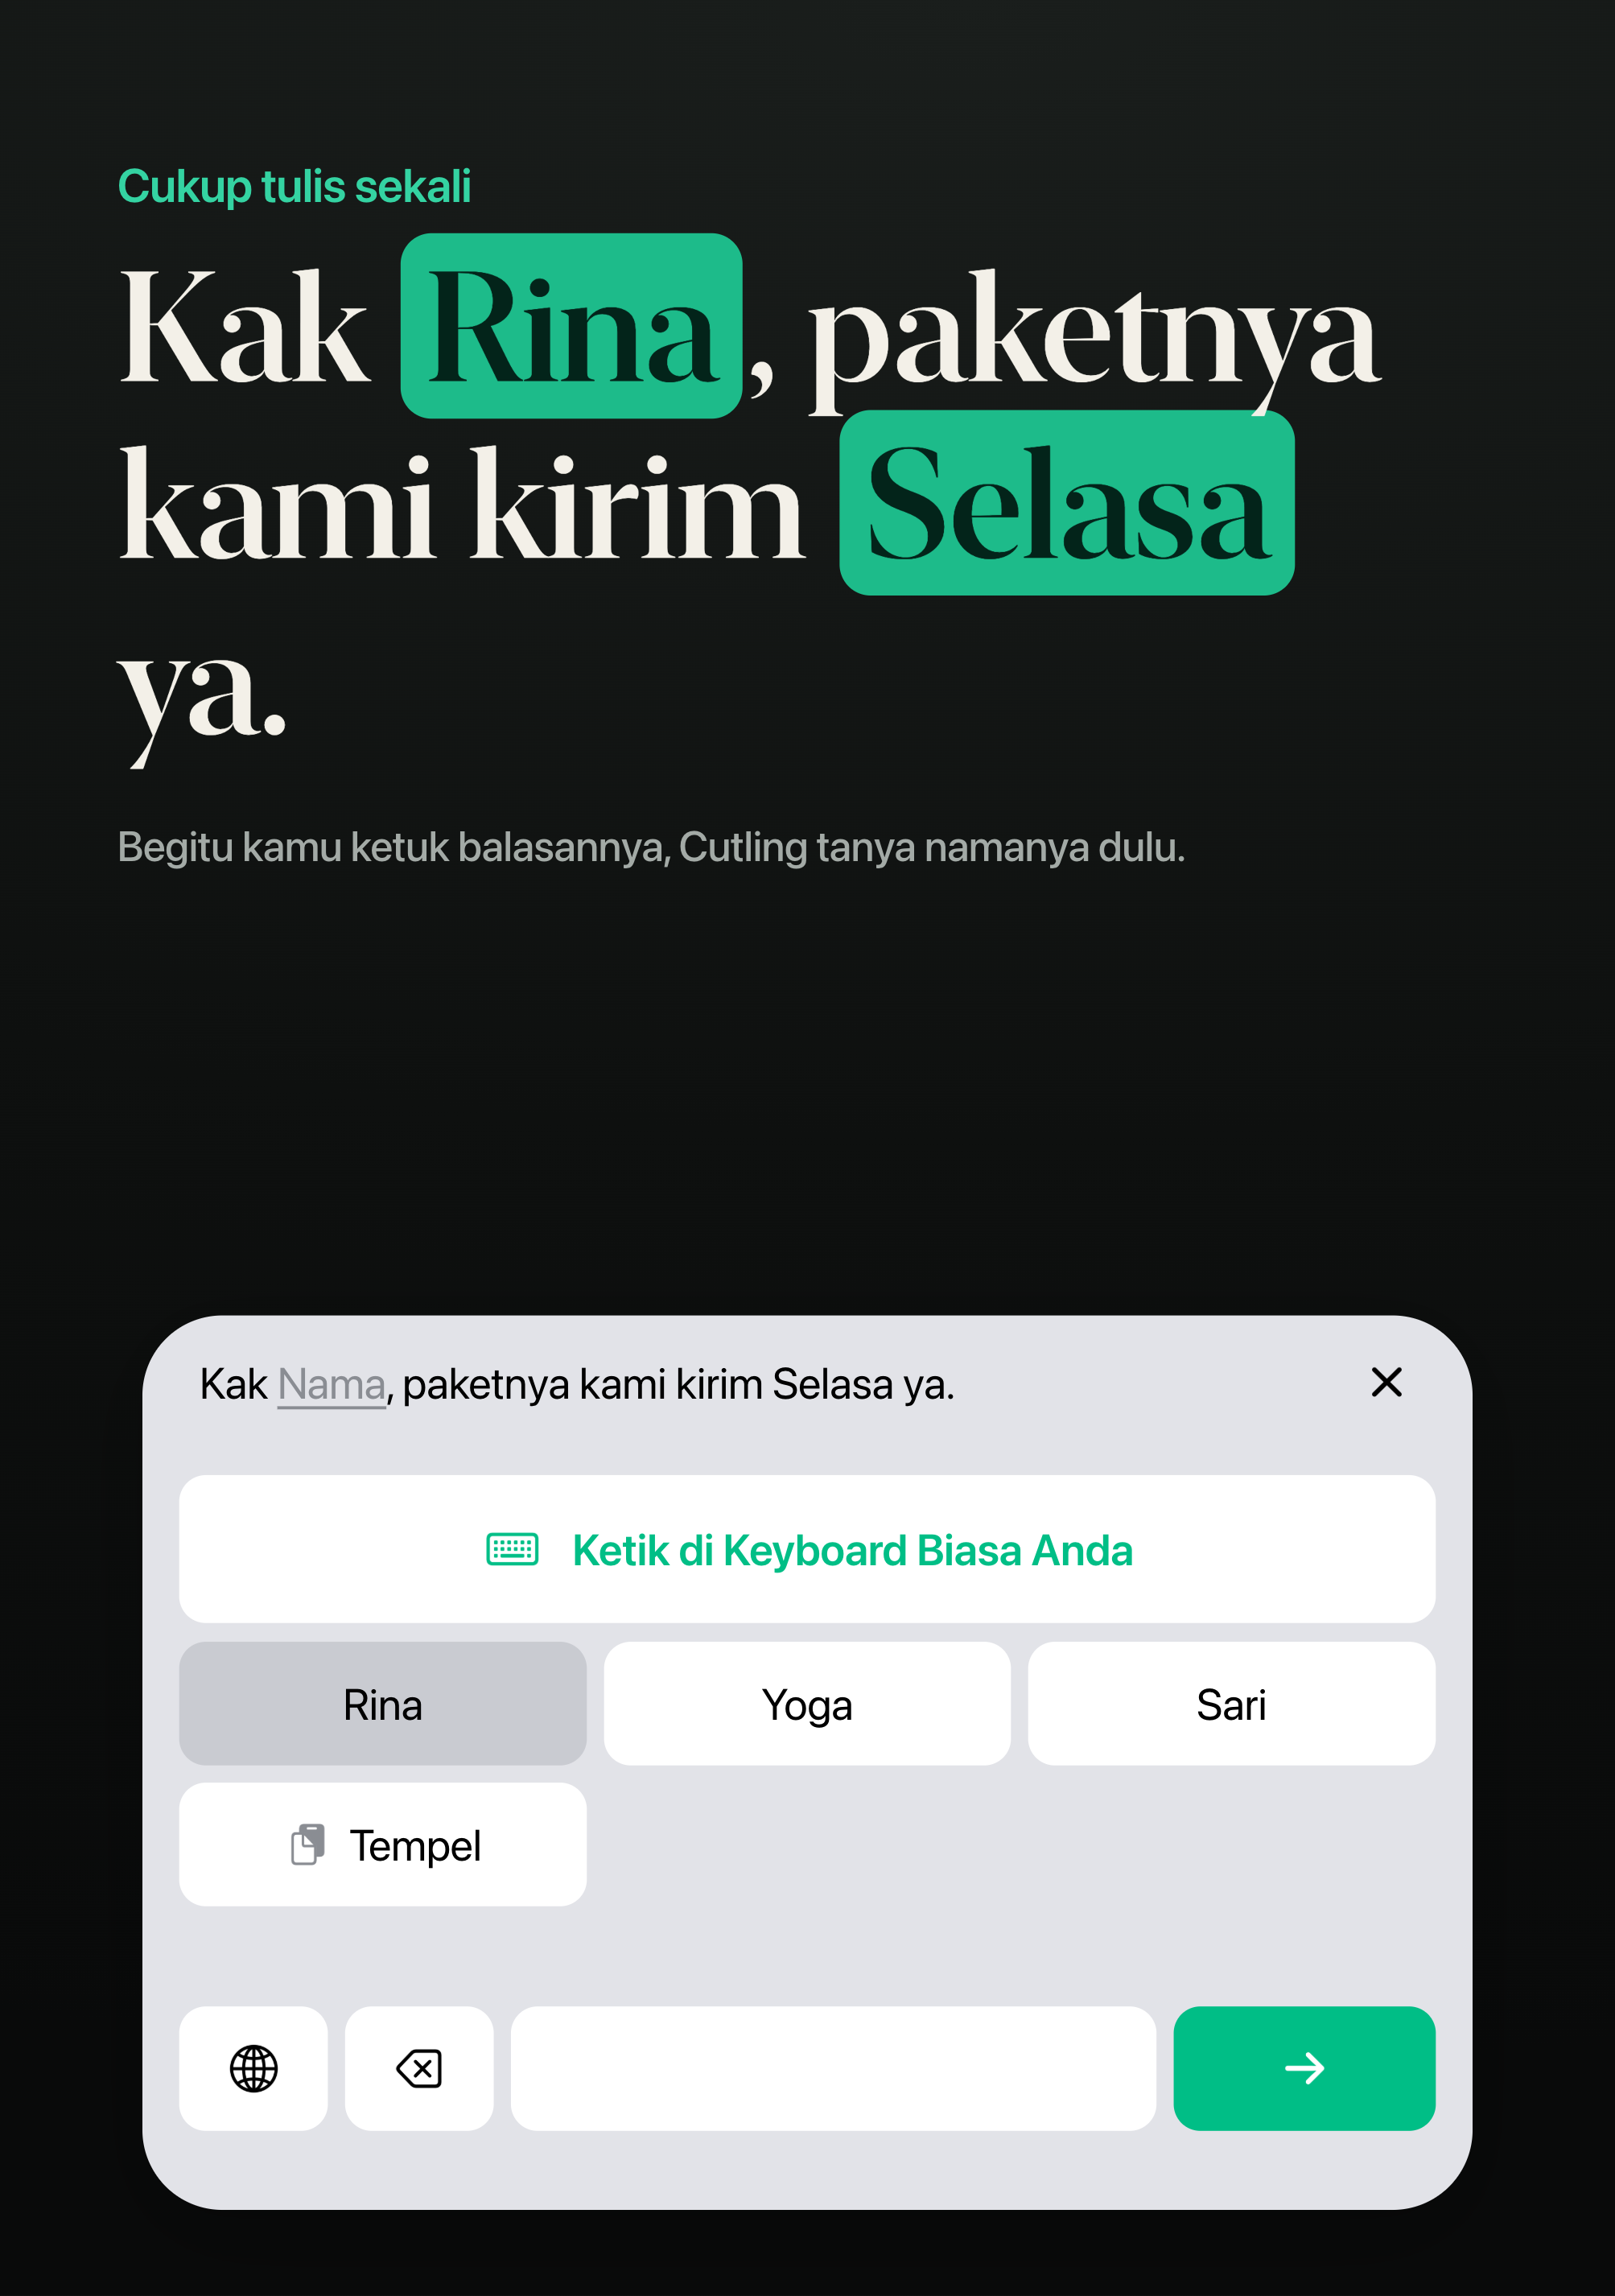 Cukup tulis sekali
Kak Rina, paketnya
kami kirim Selasa
ya.
Begitu kamu ketuk balasannya, Cutling tanya namanya dulu.
Kak Nama, paketnya kami kirim Selasa ya.
Ketik di Keyboard Biasa Anda
Rina
Yoga
Sari
Tempel